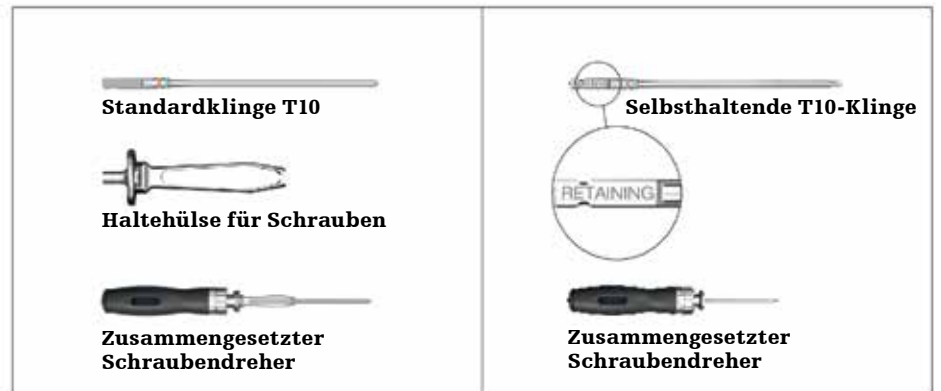 Standardklinge T10
Haltehülse für Schrauben
Zusammengesetzter
Schraubendreher
Selbsthaltende T10-Klinge
RETAINING
Zusammengesetzter
Schraubendreher